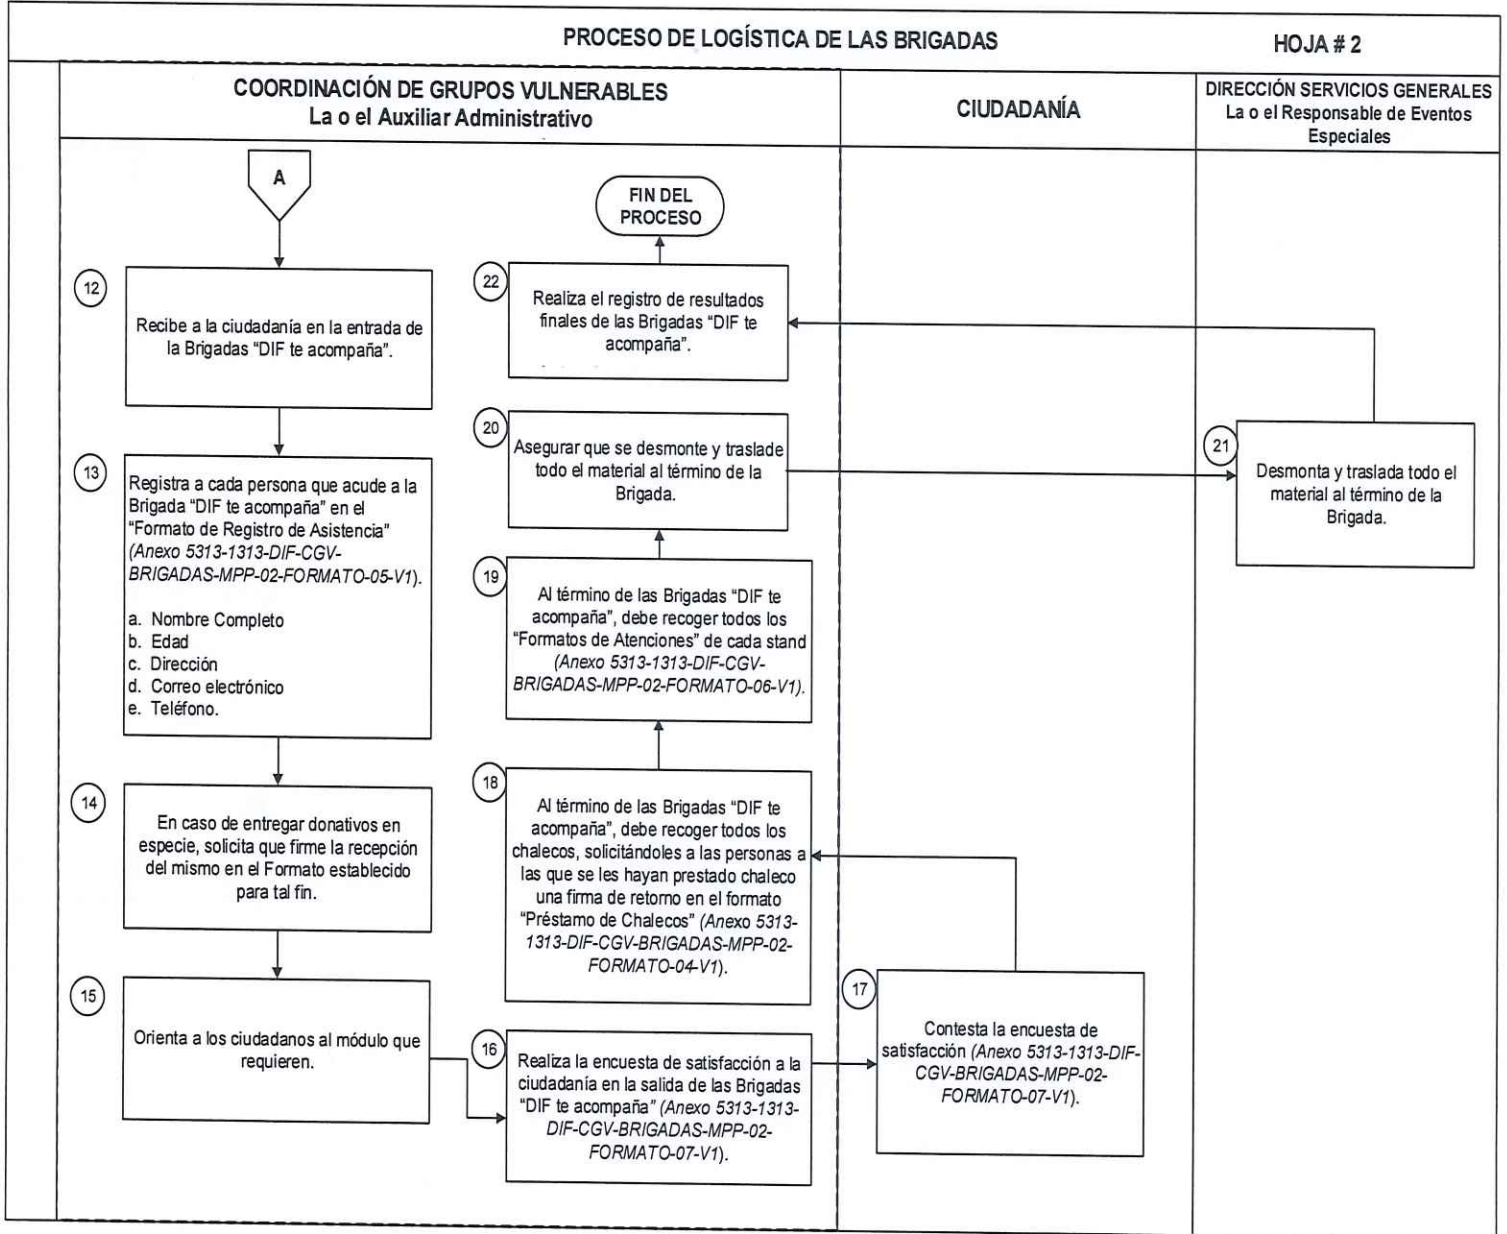 PROCESO DE LOGÍSTICA DE LAS BRIGADAS
HOJA # 2
COORDINACIÓN DE GRUPOS VULNERABLES
La o el Auxiliar Administrativo
CIUDADANÍA
DIRECCIÓN SERVICIOS GENERALES
La o el Responsable de Eventos
Especiales
A
12
Recibe a la ciudadanía en la entrada de
la Brigadas “DIF te acompaña”.
13
Registra a cada persona que acude a la
Brigada “DIF te acompaña” en el
“Formato de Registro de Asistencia”
(Anexo 5313-1313-DIF-CGV-
BRIGADAS-MPP-02-FORMATO-05-V1).
a. Nombre Completo
b. Edad
c. Dirección
d. Correo electrónico
e. Teléfono.
14
En caso de entregar donativos en
especie, solicita que firme la recepción
del mismo en el Formato establecido
para tal fin.
15
Orienta a los ciudadanos al módulo que
requieren.
16
Realiza la encuesta de satisfacción a la
ciudadanía en la salida de las Brigadas
“DIF te acompaña” (Anexo 5313-1313-
DIF-CGV-BRIGADAS-MPP-02-
FORMATO-07-V1).
17
Contesta la encuesta de
satisfacción (Anexo 5313-1313-DIF-
CGV-BRIGADAS-MPP-02-
FORMATO-07-V1).
18
Al término de las Brigadas “DIF te
acompaña”, debe recoger todos los
chalecos, solicitándoles a las personas a
las que se les hayan prestado chaleco
una firma de retorno en el formato
“Préstamo de Chalecos” (Anexo 5313-
1313-DIF-CGV-BRIGADAS-MPP-02-
FORMATO-04-V1).
19
Al término de las Brigadas “DIF te
acompaña”, debe recoger todos los
“Formatos de Atenciones” de cada stand
(Anexo 5313-1313-DIF-CGV-
BRIGADAS-MPP-02-FORMATO-06-V1).
20
Asegurar que se desmonte y traslade
todo el material al término de la
Brigada.
21
Desmonta y traslada todo el
material al término de la
Brigada.
22
Realiza el registro de resultados
finales de las Brigadas “DIF te
acompaña”.
FIN DEL
PROCESO